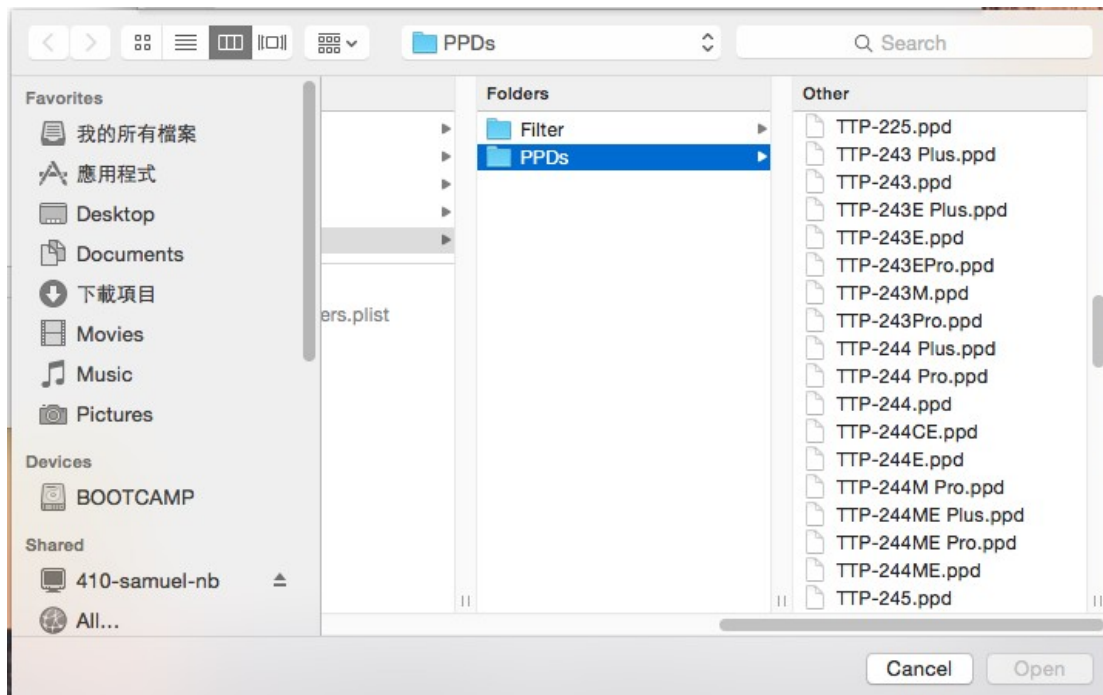 PPDs
Search
Favorites
我的所有檔案
應用程式
Desktop
Documents
下載項目
Movies
Music
Pictures
Devices
BOOTCAMP
Shared
410-samuel-nb
All...
ers.plist
Folders
Filter
PPDs
Other
TTP-225.ppd
TTP-243 Plus.ppd
TTP-243.ppd
TTP-243E Plus.ppd
TTP-243E.ppd
TTP-243EPro.ppd
TTP-243M.ppd
TTP-243Pro.ppd
TTP-244 Plus.ppd
TTP-244 Pro.ppd
TTP-244.ppd
TTP-244CE.ppd
TTP-244E.ppd
TTP-244M Pro.ppd
TTP-244ME Plus.ppd
TTP-244ME Pro.ppd
TTP-244ME.ppd
TTP-245.ppd
Cancel
Open